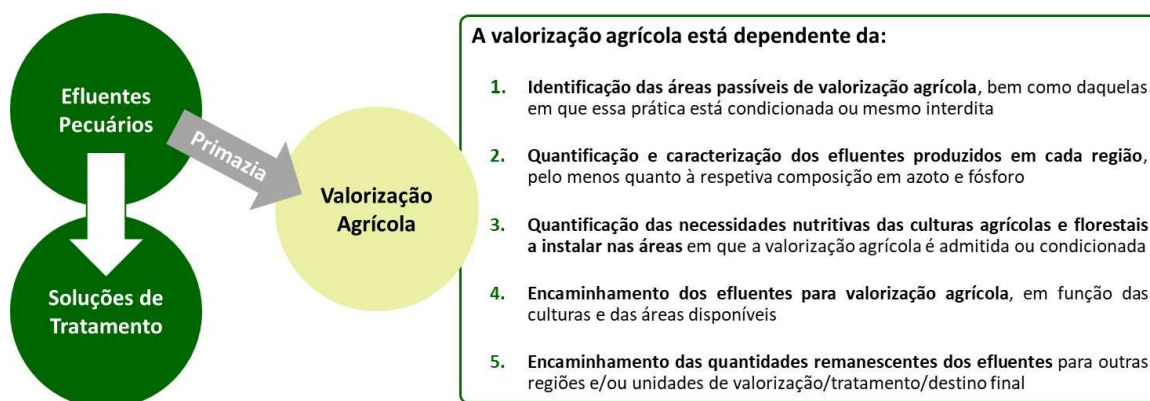 Efluentes
Pecuários
Primazia
Valorização
Agrícola
Soluções de
Tratamento
A valorização agrícola está dependente da:
1. Identificação das áreas passíveis de valorização agrícola, bem como daquelas
em que essa prática está condicionada ou mesmo interdita
2. Quantificação e caracterização dos efluentes produzidos em cada região,
pelo menos quanto à respetiva composição em azoto e fósforo
3. Quantificação das necessidades nutritivas das culturas agrícolas e florestais
a instalar nas áreas em que a valorização agrícola é admitida ou condicionada
4. Encaminhamento dos efluentes para valorização agrícola, em função das
culturas e das áreas disponíveis
5. Encaminhamento das quantidades remanescentes dos efluentes para outras
regiões e/ou unidades de valorização/tratamento/destino final